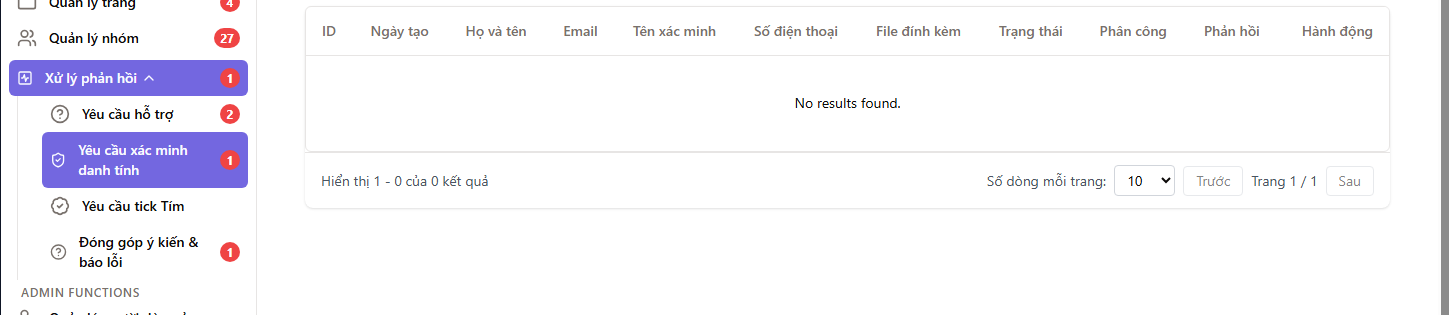 Quản lý trang 4
Quản lý nhóm 27
Xử lý phản hồi 1
Yêu cầu hỗ trợ 2
Yêu cầu xác minh
danh tính 1
Yêu cầu tick Tím
Đóng góp ý kiến &
báo lỗi 1
ADMIN FUNCTIONS
ID Ngày tạo Họ và tên Email Tên xác minh Số điện thoại File đính kèm Trạng thái Phân công Phản hồi Hành động
No results found.
Hiển thị 1 - 0 của 0 kết quả Số dòng mỗi trang: 10 Trước Trang 1 / 1 Sau